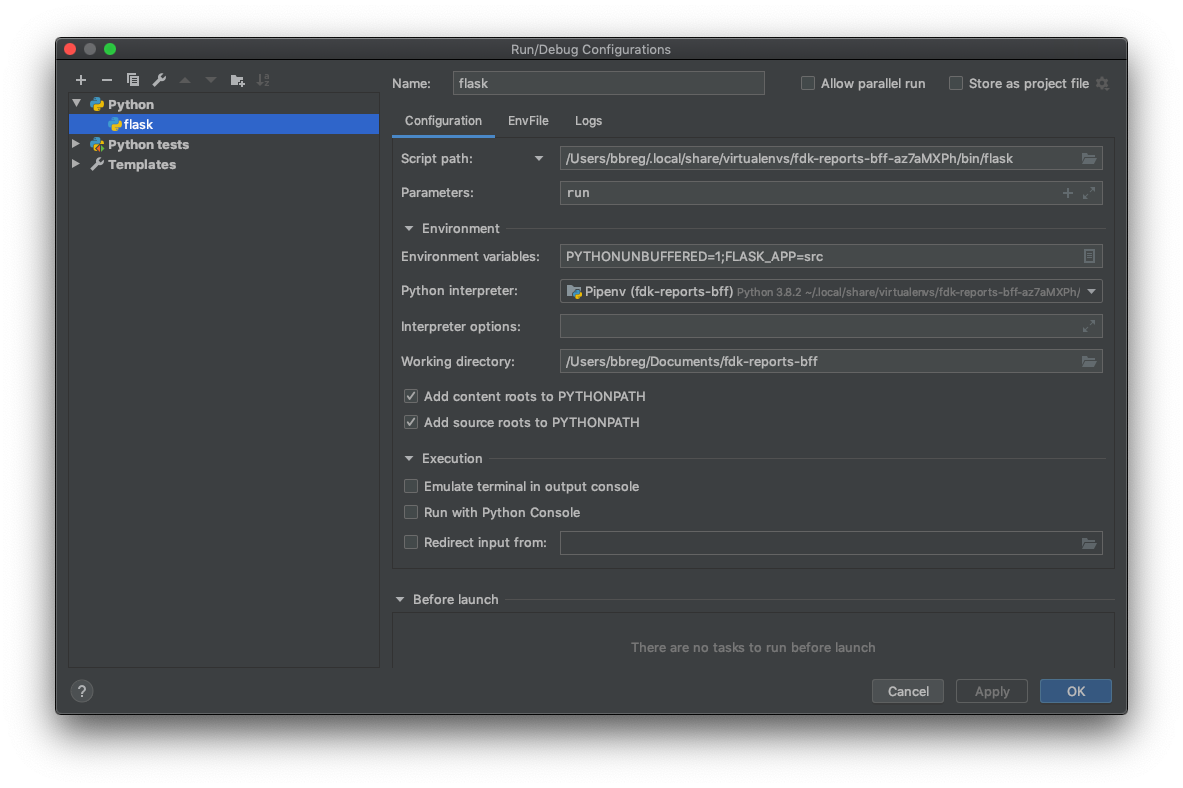 Run/Debug Configurations
Python
flask
Python tests
Templates
Name: flask Allow parallel run Store as project file
Configuration EnvFile Logs
Script path: /Users/bbreg/.local/share/virtualenvs/fdk-reports-bff-az7aMXPh/bin/flask
Parameters: run
Environment
Environment variables: PYTHONUNBUFFERED=1;FLASK_APP=src
Python interpreter: Pipenv (fdk-reports-bff) Python 3.8.2 ~/.local/share/virtualenvs/fdk-reports-bff-az7aMXPh/
Interpreter options:
Working directory: /Users/bbreg/Documents/fdk-reports-bff
Add content roots to PYTHONPATH
Add source roots to PYTHONPATH
Execution
Emulate terminal in output console
Run with Python Console
Redirect input from:
Before launch
There are no tasks to run before launch
? Cancel Apply OK